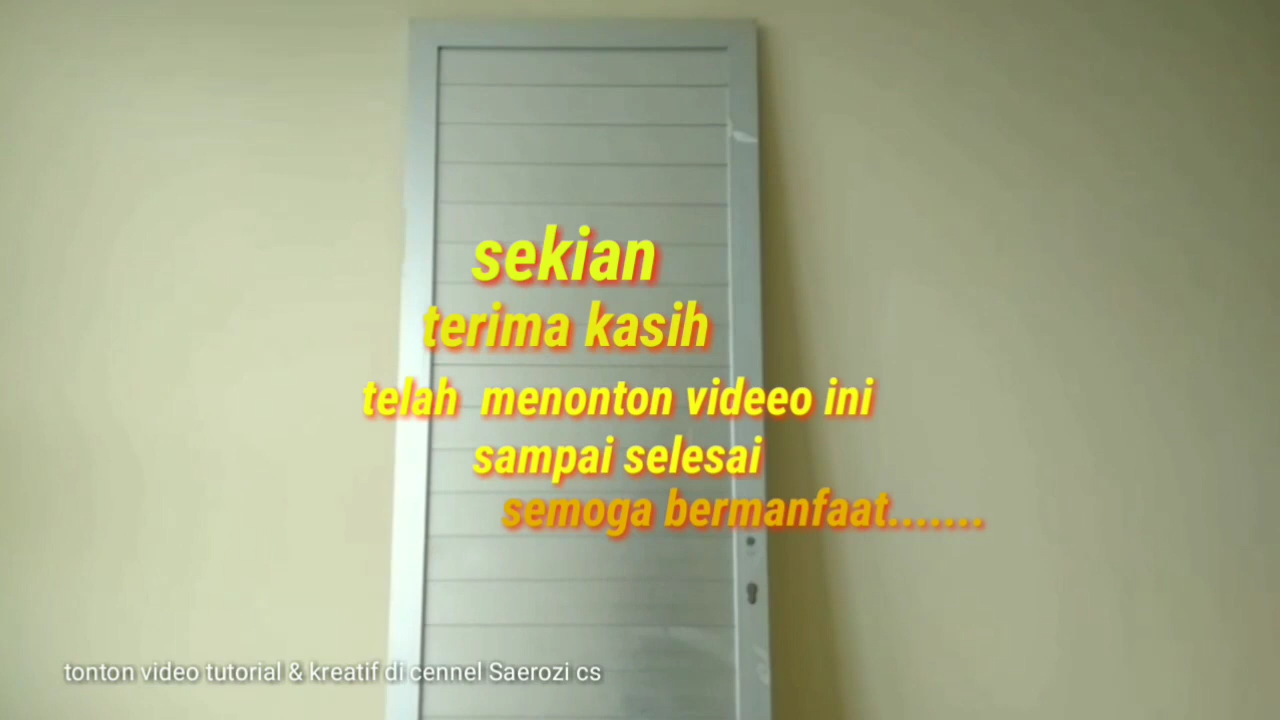 sekian
terima kasih
telah menonton videeo ini
sampai selesai
semoga bermanfaat.......
tonton video tutorial & kreatif di cennel Saerozi cs